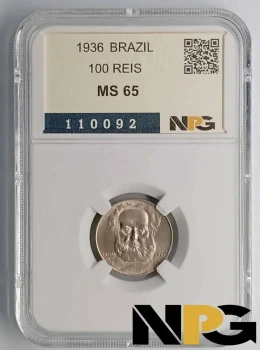 1936 BRAZIL
100 REIS
MS 65
110092
NPG
NPG